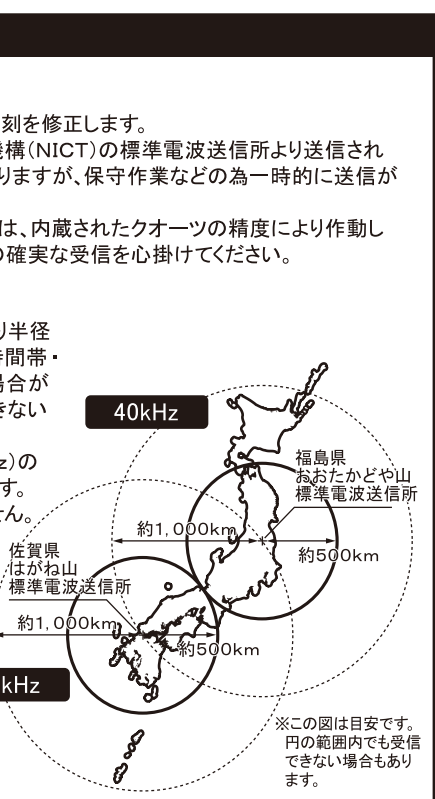 刻を修正します。
機構(NICT)の標準電波送信所より送信され
りますが、保守作業などの為一時的に送信が
は、内蔵されたクオーツの精度により作動し
の確実な受信を心掛けてください。
り半径
時間帯・
場合が
きない
z)の
す。
せん。
40kHz
福島県
おおたかどや山
標準電波送信所
約1,000km
約500km
佐賀県
はがね山
標準電波送信所
約1,000km
約500km
kHz
※この図は目安です。
円の範囲内でも受信
できない場合もあり
ます。